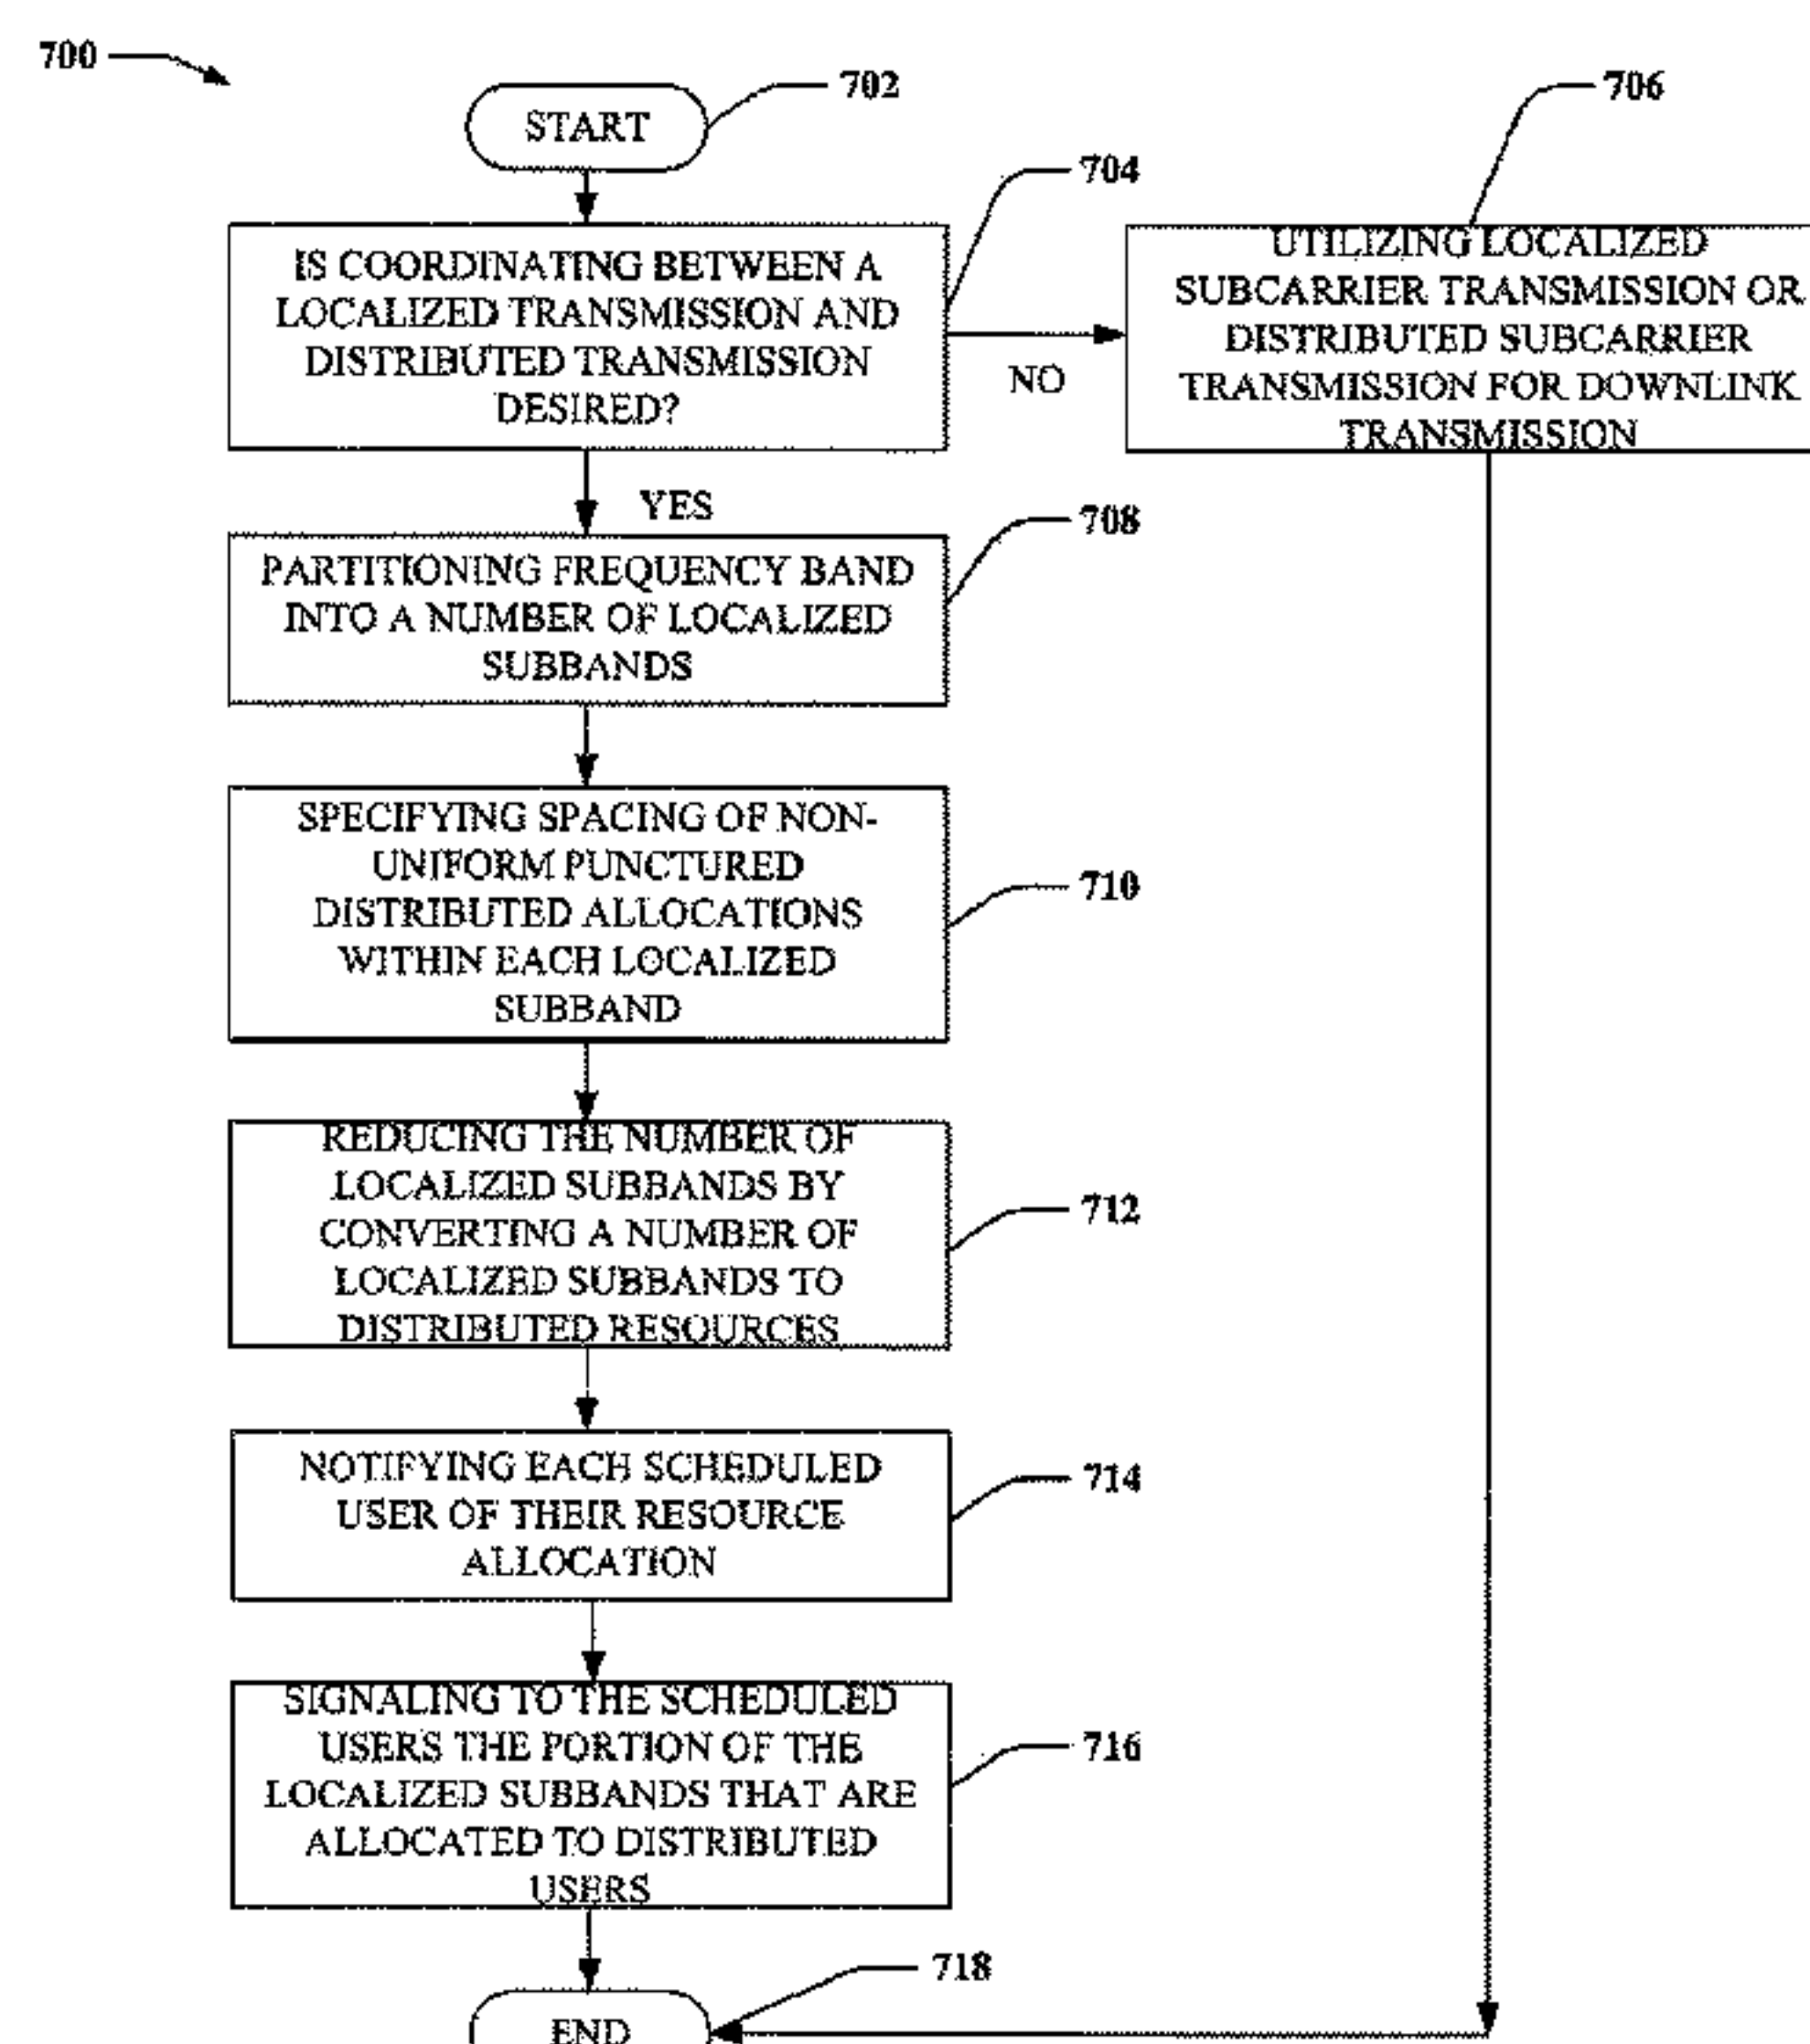 700
702
START
704
706
IS COORDINATING BETWEEN A
LOCALIZED TRANSMISSION AND
DISTRIBUTED TRANSMISSION
DESIRED?
NO
UTILIZING LOCALIZED
SUBCARRIER TRANSMISSION OR
DISTRIBUTED SUBCARRIER
TRANSMISSION FOR DOWNLINK
TRANSMISSION
YES
708
PARTITIONING FREQUENCY BAND
INTO A NUMBER OF LOCALIZED
SUBBANDS
SPECIFYING SPACING OF NON-
UNIFORM PUNCTURED
DISTRIBUTED ALLOCATIONS
WITHIN EACH LOCALIZED
SUBBAND
710
REDUCING THE NUMBER OF
LOCALIZED SUBBANDS BY
CONVERTING A NUMBER OF
LOCALIZED SUBBANDS TO
DISTRIBUTED RESOURCES
712
NOTIFYING EACH SCHEDULED
USER OF THEIR RESOURCE
ALLOCATION
714
SIGNALING TO THE SCHEDULED
USERS THE PORTION OF THE
LOCALIZED SUBBANDS THAT ARE
ALLOCATED TO DISTRIBUTED
USERS
716
718
END